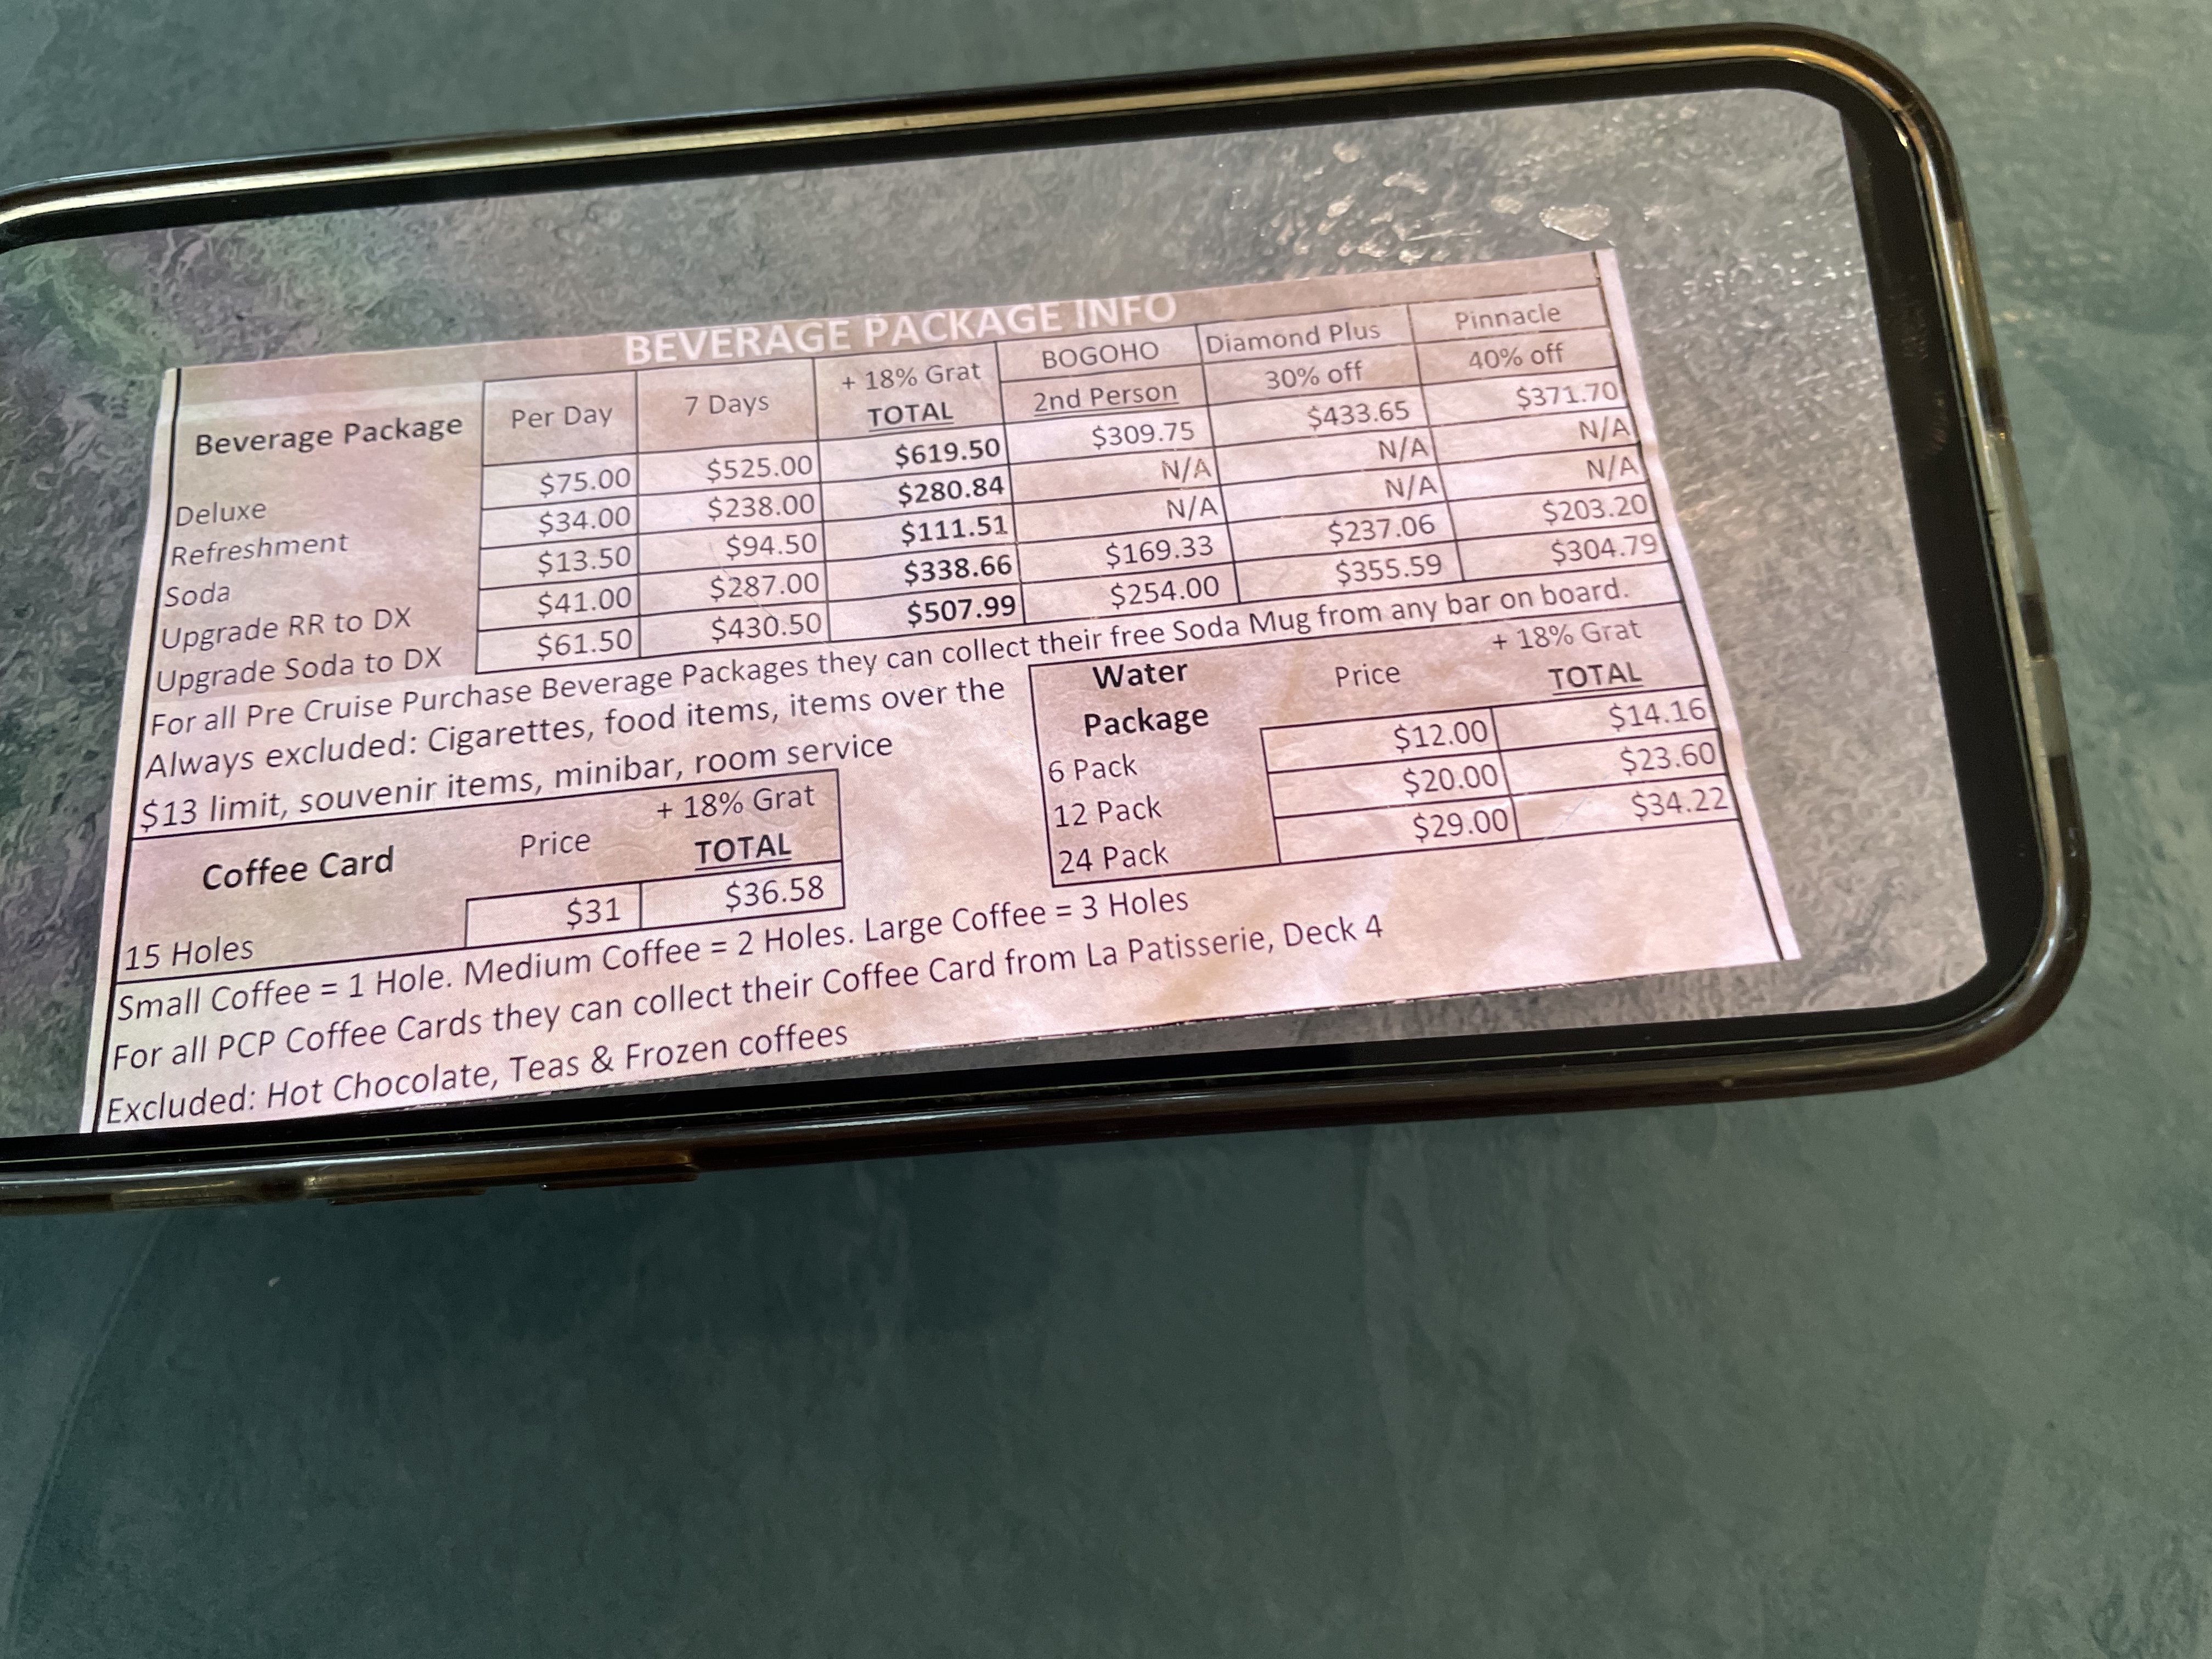 BEVERAGE PACKAGE INFO
Beverage Package Per Day 7 Days + 18% Grat TOTAL BOGOHO 2nd Person Diamond Plus 30% off Pinnacle 40% off
Deluxe $75.00 $525.00 $619.50 $309.75 $433.65 $371.70
Refreshment $34.00 $238.00 $280.84 N/A N/A N/A
Soda $13.50 $94.50 $111.51 N/A N/A N/A
Upgrade RR to DX $41.00 $287.00 $338.66 $169.33 $237.06 $203.20
Upgrade Soda to DX $61.50 $430.50 $507.99 $254.00 $355.59 $304.79
For all Pre Cruise Purchase Beverage Packages they can collect their free Soda Mug from any bar on board.
Always excluded: Cigarettes, food items, items over the
$13 limit, souvenir items, minibar, room service
Water Package Price + 18% Grat TOTAL
6 Pack $12.00 $14.16
12 Pack $20.00 $23.60
24 Pack $29.00 $34.22
Coffee Card Price + 18% Grat TOTAL
15 Holes $31 $36.58
Small Coffee = 1 Hole. Medium Coffee = 2 Holes. Large Coffee = 3 Holes
For all PCP Coffee Cards they can collect their Coffee Card from La Patisserie, Deck 4
Excluded: Hot Chocolate, Teas & Frozen coffees